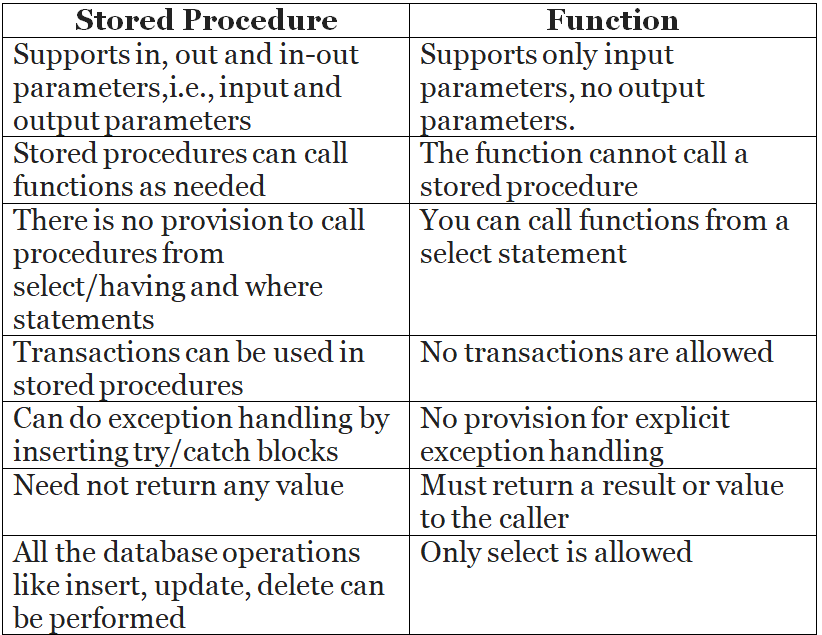 Stored Procedure
Function
Supports in, out and in-out
parameters,i.e., input and
output parameters
Supports only input
parameters, no output
parameters.
Stored procedures can call
functions as needed
The function cannot call a
stored procedure
There is no provision to call
procedures from
select/having and where
statements
You can call functions from a
select statement
Transactions can be used in
stored procedures
No transactions are allowed
Can do exception handling by
inserting try/catch blocks
No provision for explicit
exception handling
Need not return any value
Must return a result or value
to the caller
All the database operations
like insert, update, delete can
be performed
Only select is allowed